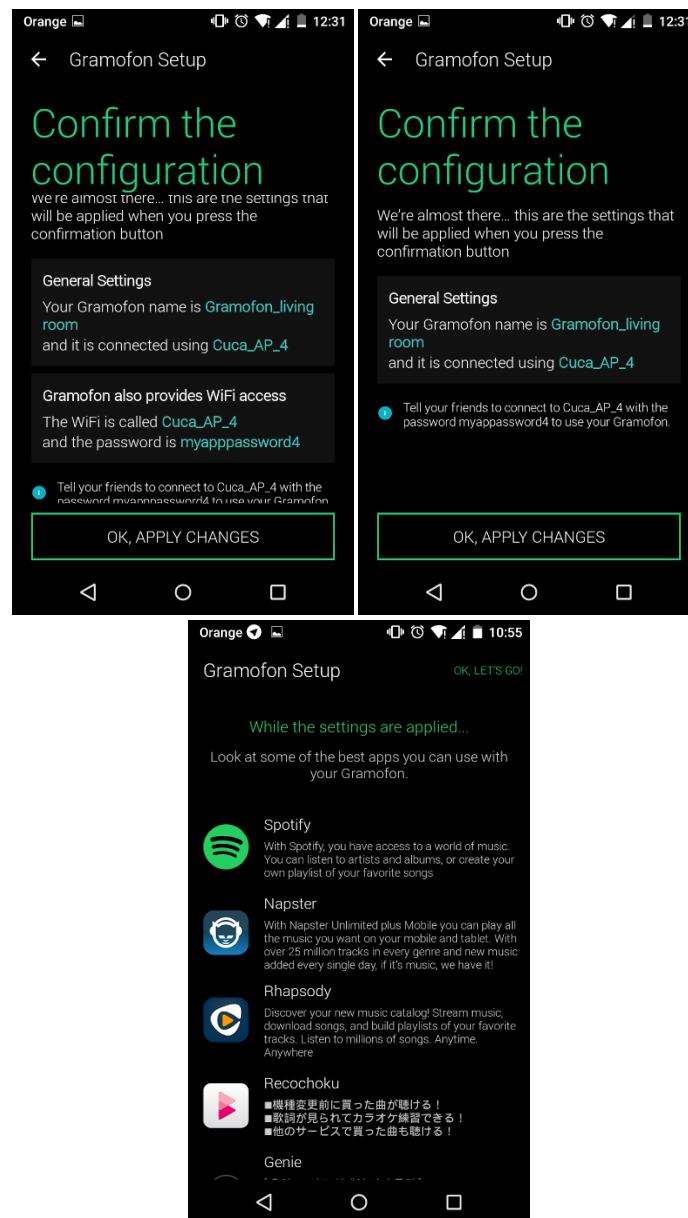 Orange 12:31
Gramofon Setup
Confirm the
configuration
We're almost there... this are the settings that
will be applied when you press the
confirmation button
General Settings
Your Gramofon name is Gramofon_living
room
and it is connected using Cuca_AP_4
Gramofon also provides WiFi access
The WiFi is called Cuca_AP_4
and the password is myapppassword4
Tell your friends to connect to Cuca_AP_4 with the
password myapppassword4 to use your Gramofon
OK, APPLY CHANGES
Orange 12:31
Gramofon Setup
Confirm the
configuration
We're almost there... this are the settings that
will be applied when you press the
confirmation button
General Settings
Your Gramofon name is Gramofon_living
room
and it is connected using Cuca_AP_4
Tell your friends to connect to Cuca_AP_4 with the
password myappassword4 to use your Gramofon.
OK, APPLY CHANGES
Orange 10:55
Gramofon Setup OK, LET'S GO!
While the settings are applied...
Look at some of the best apps you can use with
your Gramofon.
Spotify
With Spotify, you have access to a world of music.
You can listen to artists and albums, or create your
own playlist of your favorite songs
Napster
With Napster Unlimited plus Mobile you can play all
the music you want on your mobile and tablet. With
over 25 million tracks in every genre and new music
added every single day, if it's music, we have it!
Rhapsody
Discover your new music catalog! Stream music,
download songs, and build playlists of your favorite
tracks. Listen to millions of songs. Anytime.
Anywhere
Recochoku
■機種変更前に買った曲が聴ける！
■歌詞が見られてカラオケ練習できる！
■他のサービスで買った曲も聴ける！
Genie